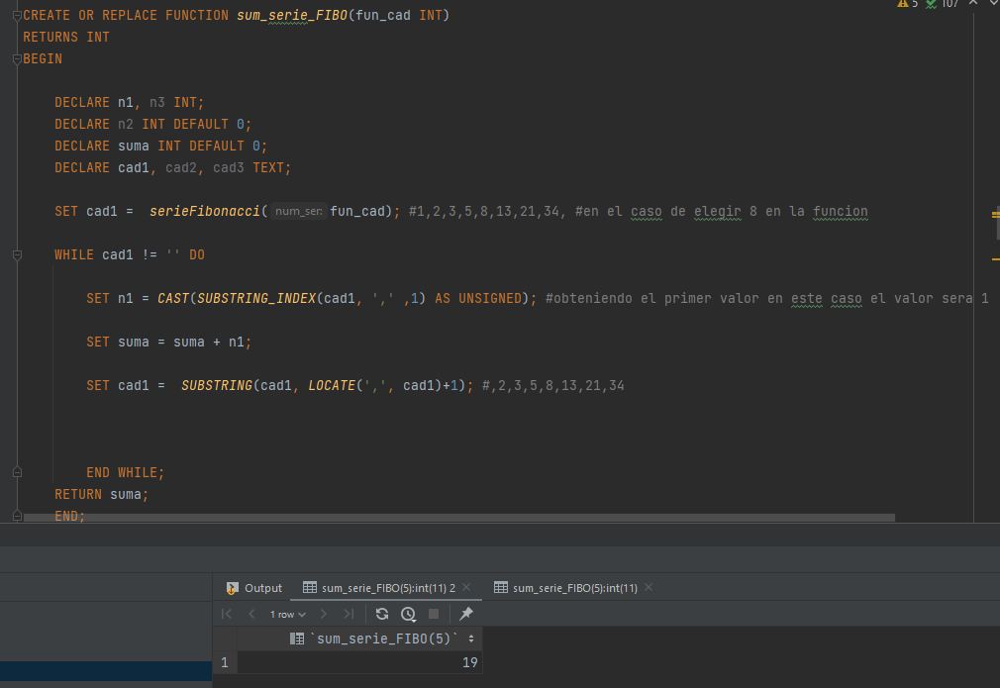 5 107
CREATE OR REPLACE FUNCTION sum_serie_FIBO(fun_cad INT)
RETURNS INT
BEGIN
DECLARE n1, n3 INT;
DECLARE n2 INT DEFAULT 0;
DECLARE suma INT DEFAULT 0;
DECLARE cad1, cad2, cad3 TEXT;
SET cad1 = serieFibonacci( num_ser: fun_cad); #1,2,3,5,8,13,21,34, #en el caso de elegir 8 en la funcion
WHILE cad1 != '' DO
SET n1 = CAST(SUBSTRING_INDEX(cad1, ',' ,1) AS UNSIGNED); #obteniendo el primer valor en este caso el valor sera 1
SET suma = suma + n1;
SET cad1 = SUBSTRING(cad1, LOCATE(',', cad1)+1); #,2,3,5,8,13,21,34
END WHILE;
RETURN suma;
END;
Output sum_serie_FIBO(5):int(11) 2 sum_serie_FIBO(5):int(11)
1 row
`sum_serie_FIBO(5)`
1 19